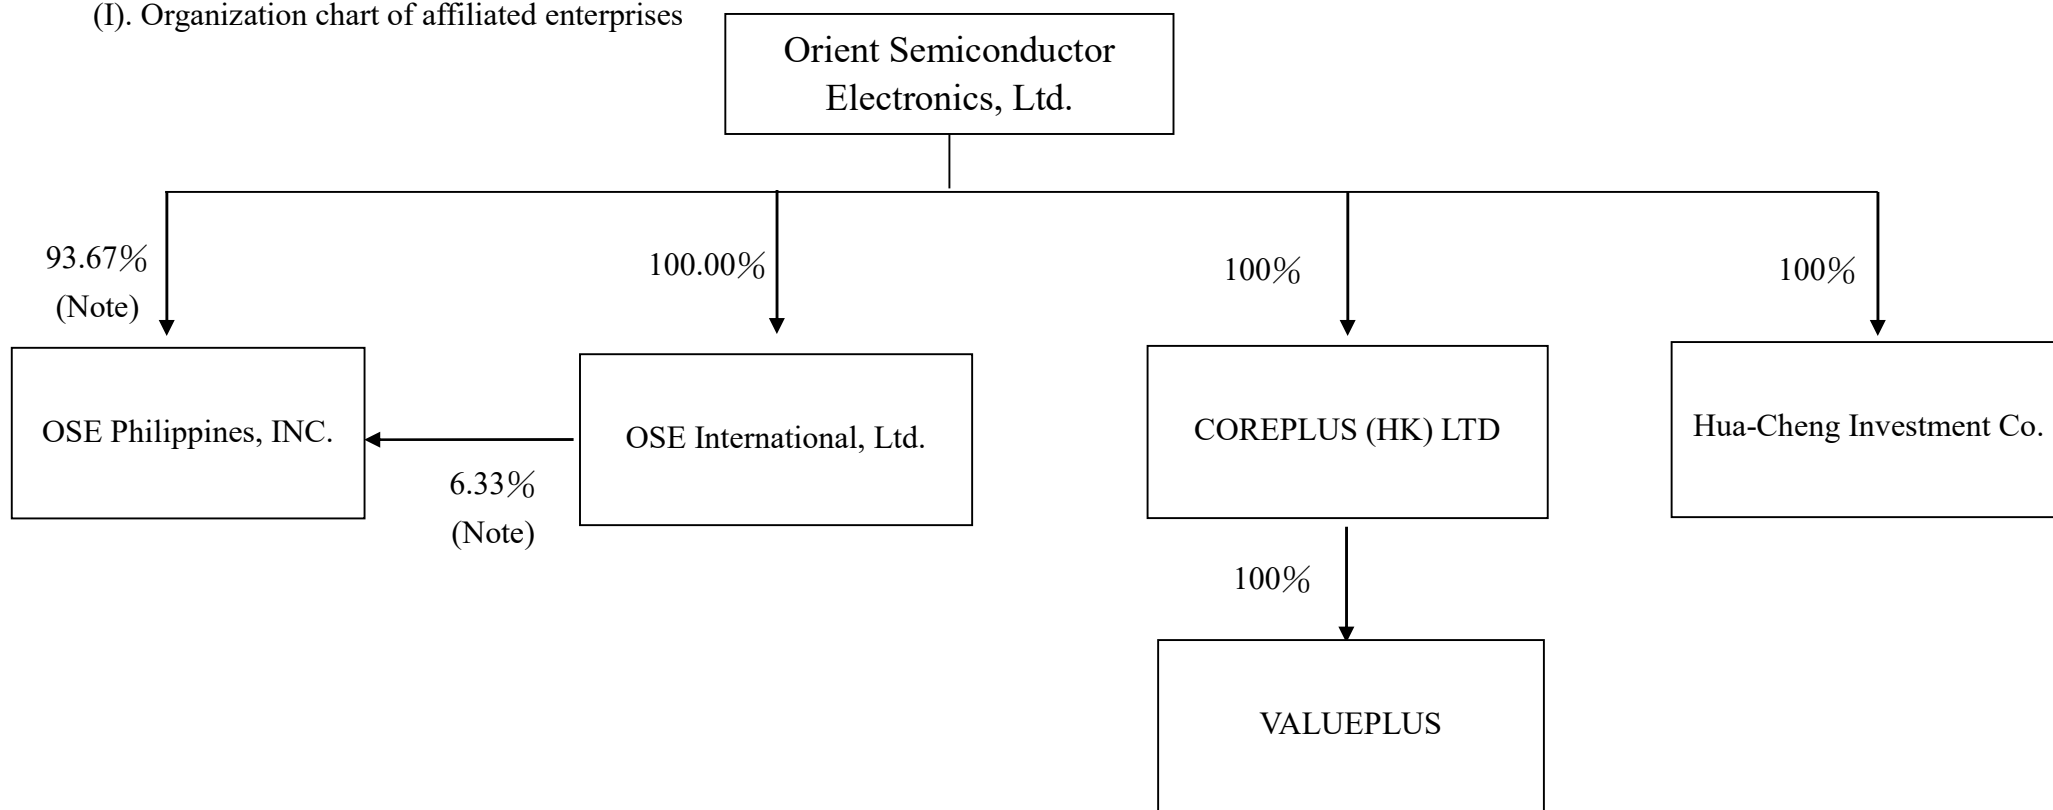 (I). Organization chart of affiliated enterprises
Orient Semiconductor
Electronics, Ltd.
93.67%
(Note)
100.00%
100%
100%
OSE Philippines, INC.
OSE International, Ltd.
COREPLUS (HK) LTD
Hua-Cheng Investment Co.
6.33%
(Note)
100%
VALUEPLUS